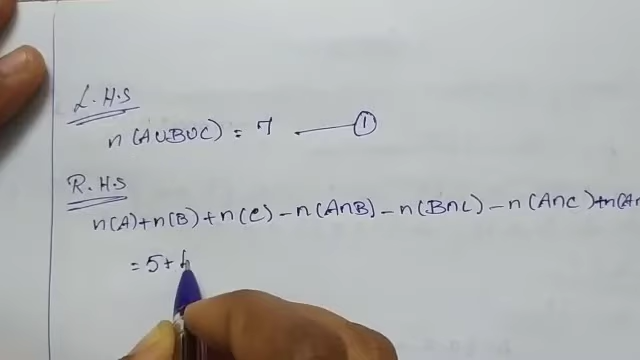 L.H.S
n(A∪B∪C) = 7 ①
R.H.S
n(A)+n(B)+n(C)-n(A∩B)-n(B∩C)-n(A∩C)+n(A∩
= 5+